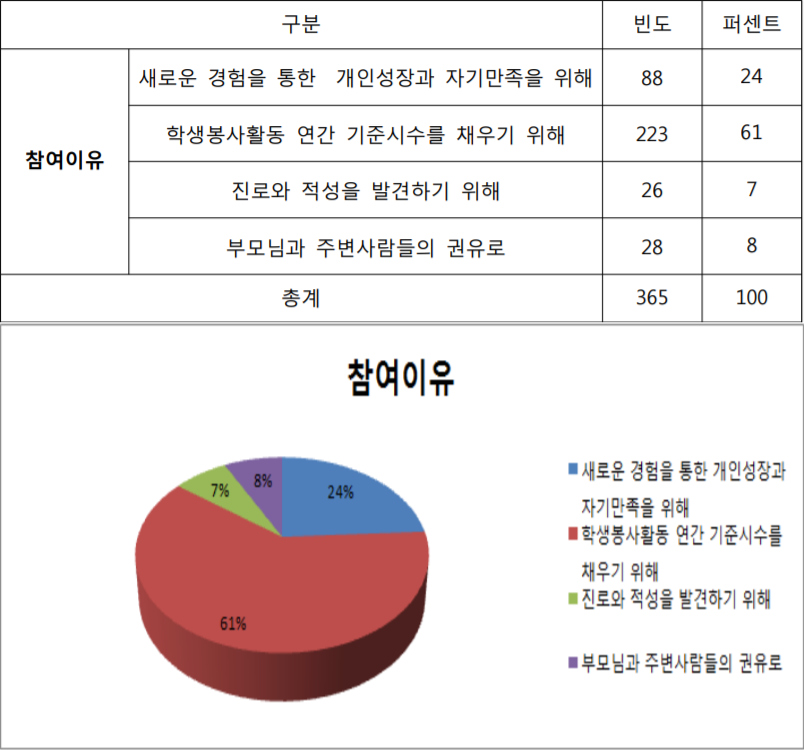 구분 빈도 퍼센트
새로운 경험을 통한 개인성장과 자기만족을 위해 88 24
학생봉사활동 연간 기준시수를 채우기 위해 223 61
참여이유
진로와 적성을 발견하기 위해 26 7
부모님과 주변사람들의 권유로 28 8
총계 365 100
참여이유
24%
61%
7%
8%
새로운 경험을 통한 개인성장과
자기만족을 위해
학생봉사활동 연간 기준시수를
채우기 위해
진로와 적성을 발견하기 위해
부모님과 주변사람들의 권유로